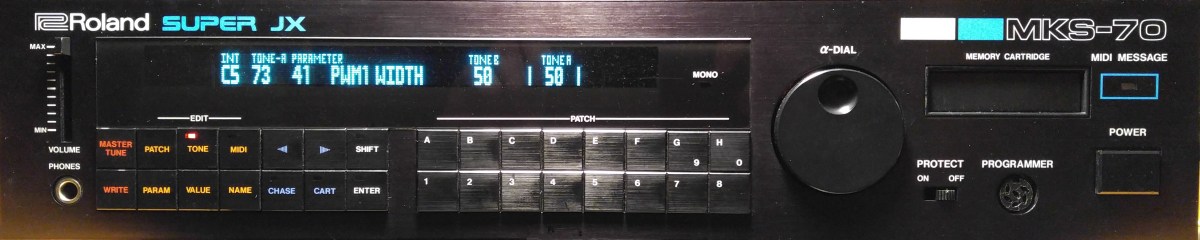 Roland SUPER JX
MKS-70
MAX
MIN
VOLUME
PHONES
INT TONE-A PARAMETER TONE B TONE A
C5 73 41 PWM1 WIDTH 50 | 50 |
MONO
α-DIAL
MEMORY CARTRIDGE
MIDI MESSAGE
EDIT
PATCH
MASTER TUNE
PATCH
TONE
MIDI
SHIFT
A
B
C
D
E
F
G 9
H 0
WRITE
PARAM
VALUE
NAME
CHASE
CART
ENTER
1
2
3
4
5
6
7
8
POWER
PROTECT
ON OFF
PROGRAMMER